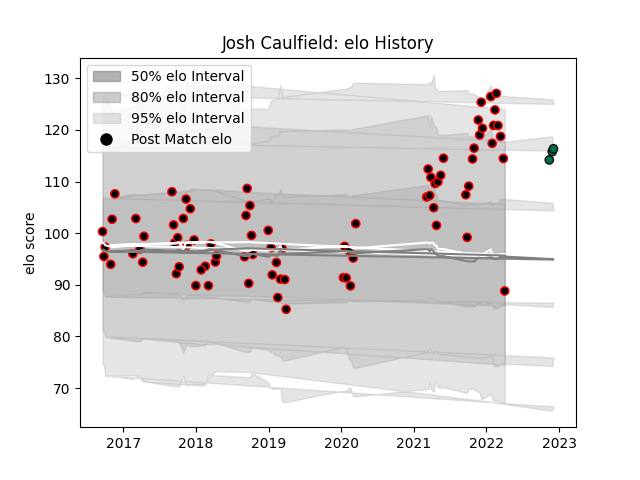 Josh Caulfield: elo History
50% elo Interval
80% elo Interval
95% elo Interval
Post Match elo
elo score
130
120
110
100
90
80
70
2017
2018
2019
2020
2021
2022
2023